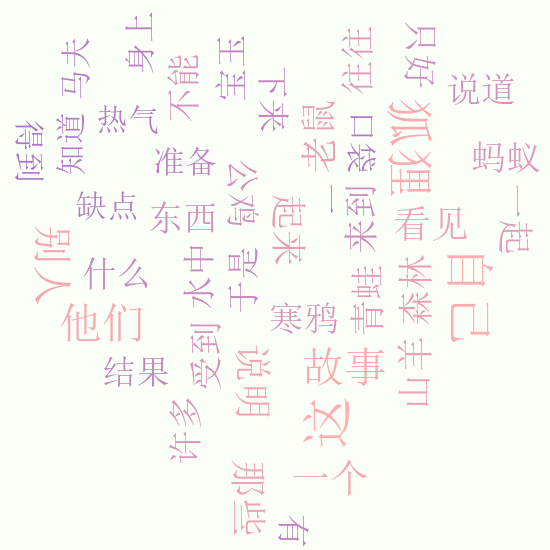 身上
马夫
不能
宝玉
往往
只好
下来
说道
得到
知道
热气
准备
老鼠
口袋
狐狸
蚂蚁
缺点
东西
公鸡
起来
一
来到
看见
一起
别人
什么
水中
于是
青蛙
森林
自己
他们
寒鸦
结果
受到
说明
故事
山羊
许多
这
那些
一个
有